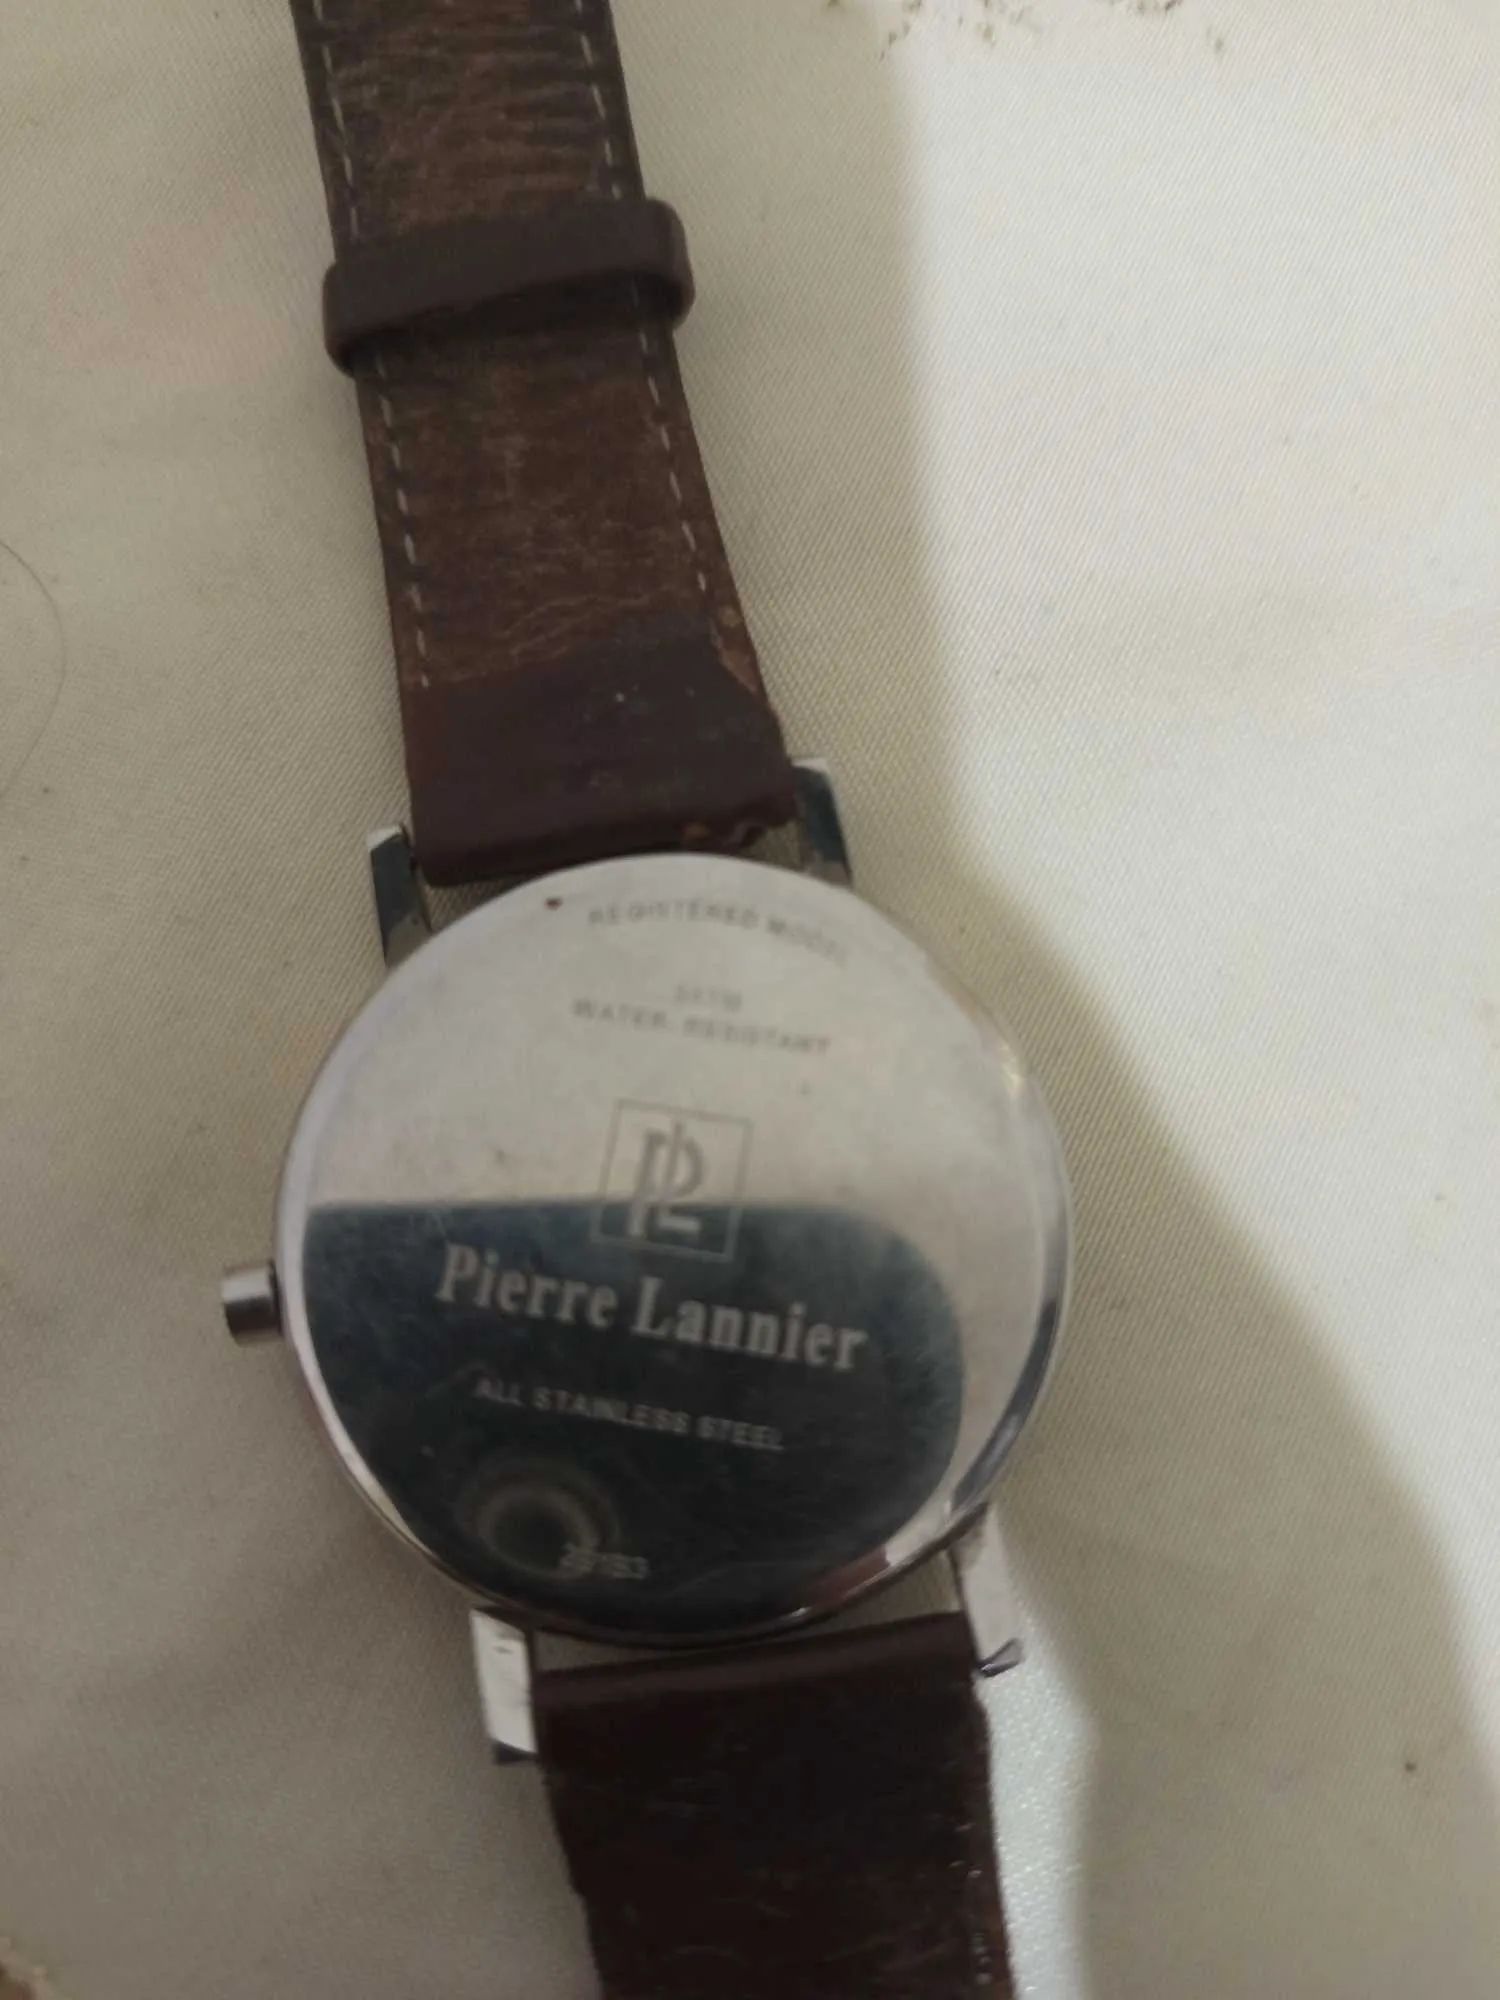 REGISTERED MODEL
WATER-RESISTANT
PL
Pierre Lannier
ALL STAINLESS STEEL